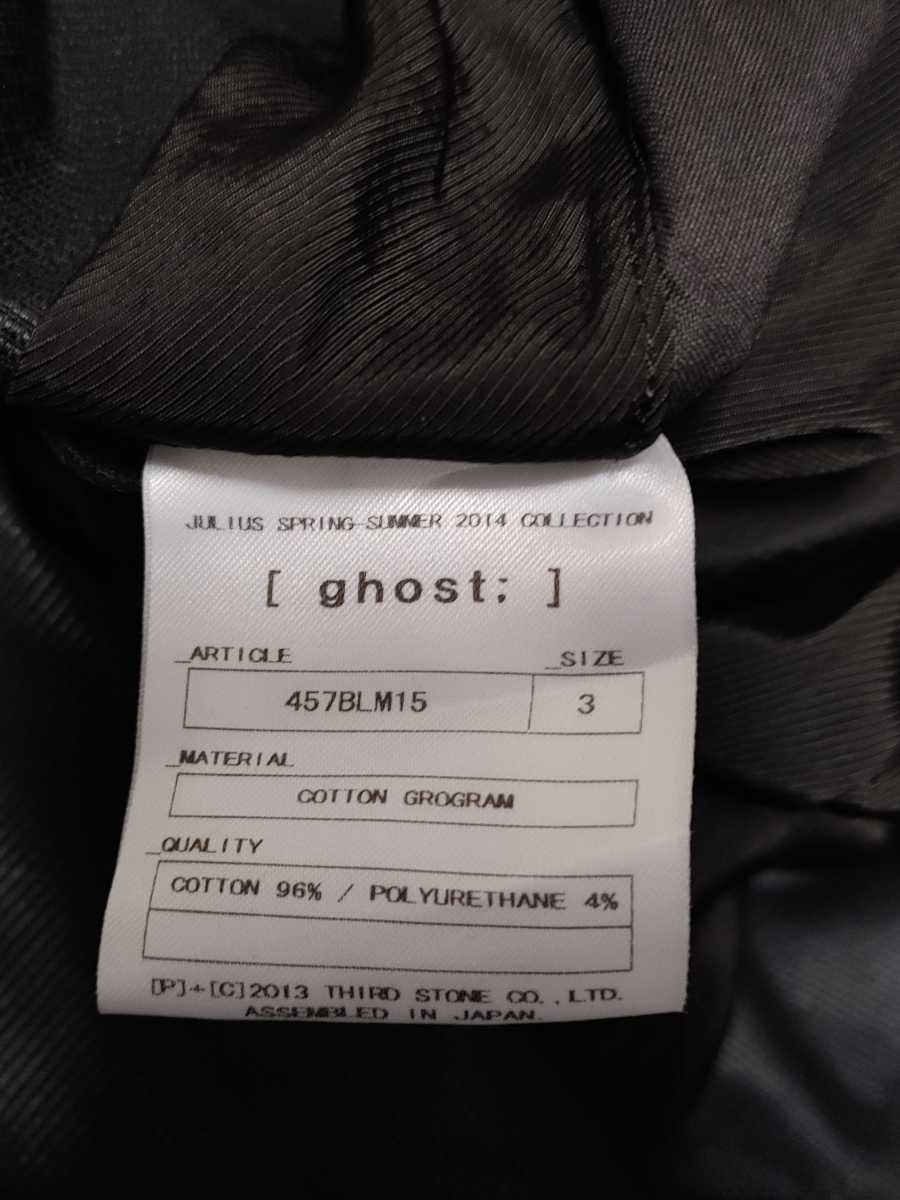 JULIUS SPRING-SUMMER 2014 COLLECTION
[ ghost; ]
_ARTICLE _SIZE
457BLM15 3
_MATERIAL
COTTON GROGRAM
_QUALITY
COTTON 96% / POLYURETHANE 4%
[P]+[C]2013 THIRD STONE CO.,LTD.
ASSEMBLED IN JAPAN.